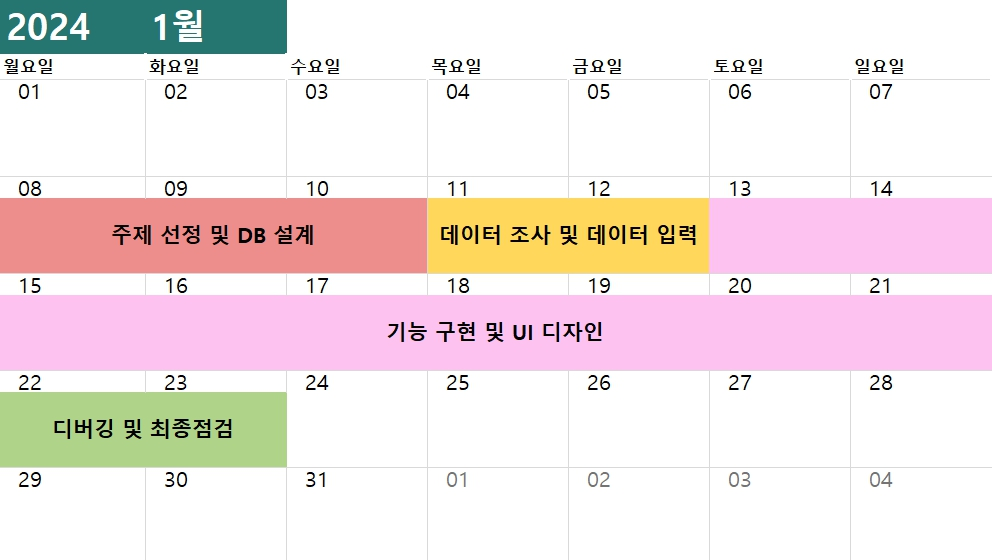 2024 1월
월요일 화요일 수요일 목요일 금요일 토요일 일요일
01 02 03 04 05 06 07
08 09 10 11 12 13 14
주제 선정 및 DB 설계 데이터 조사 및 데이터 입력
15 16 17 18 19 20 21
기능 구현 및 UI 디자인
22 23 24 25 26 27 28
디버깅 및 최종점검
29 30 31 01 02 03 04